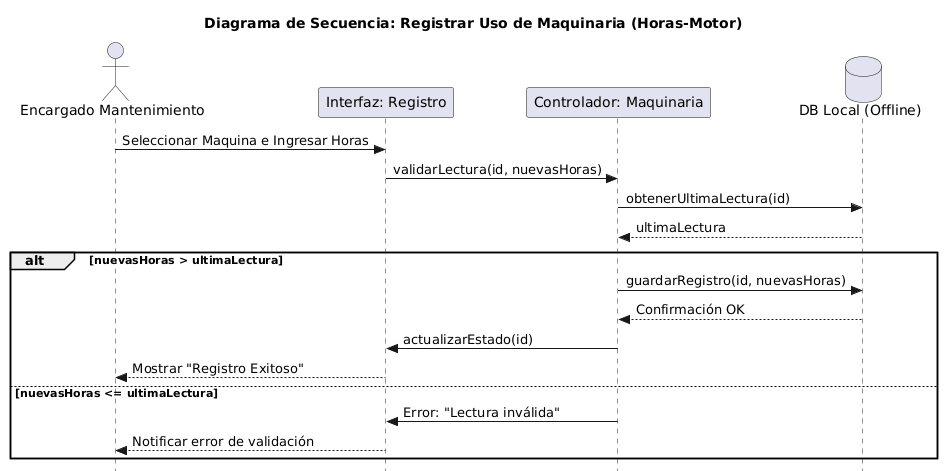 Diagrama de Secuencia: Registrar Uso de Maquinaria (Horas-Motor)
Encargado Mantenimiento
Interfaz: Registro
Controlador: Maquinaria
DB Local (Offline)
Seleccionar Maquina e Ingresar Horas
validarLectura(id, nuevasHoras)
obtenerUltimaLectura(id)
ultimaLectura
alt
[nuevasHoras > ultimaLectura]
guardarRegistro(id, nuevasHoras)
Confirmación OK
actualizarEstado(id)
Mostrar "Registro Exitoso"
[nuevasHoras <= ultimaLectura]
Error: "Lectura inválida"
Notificar error de validación